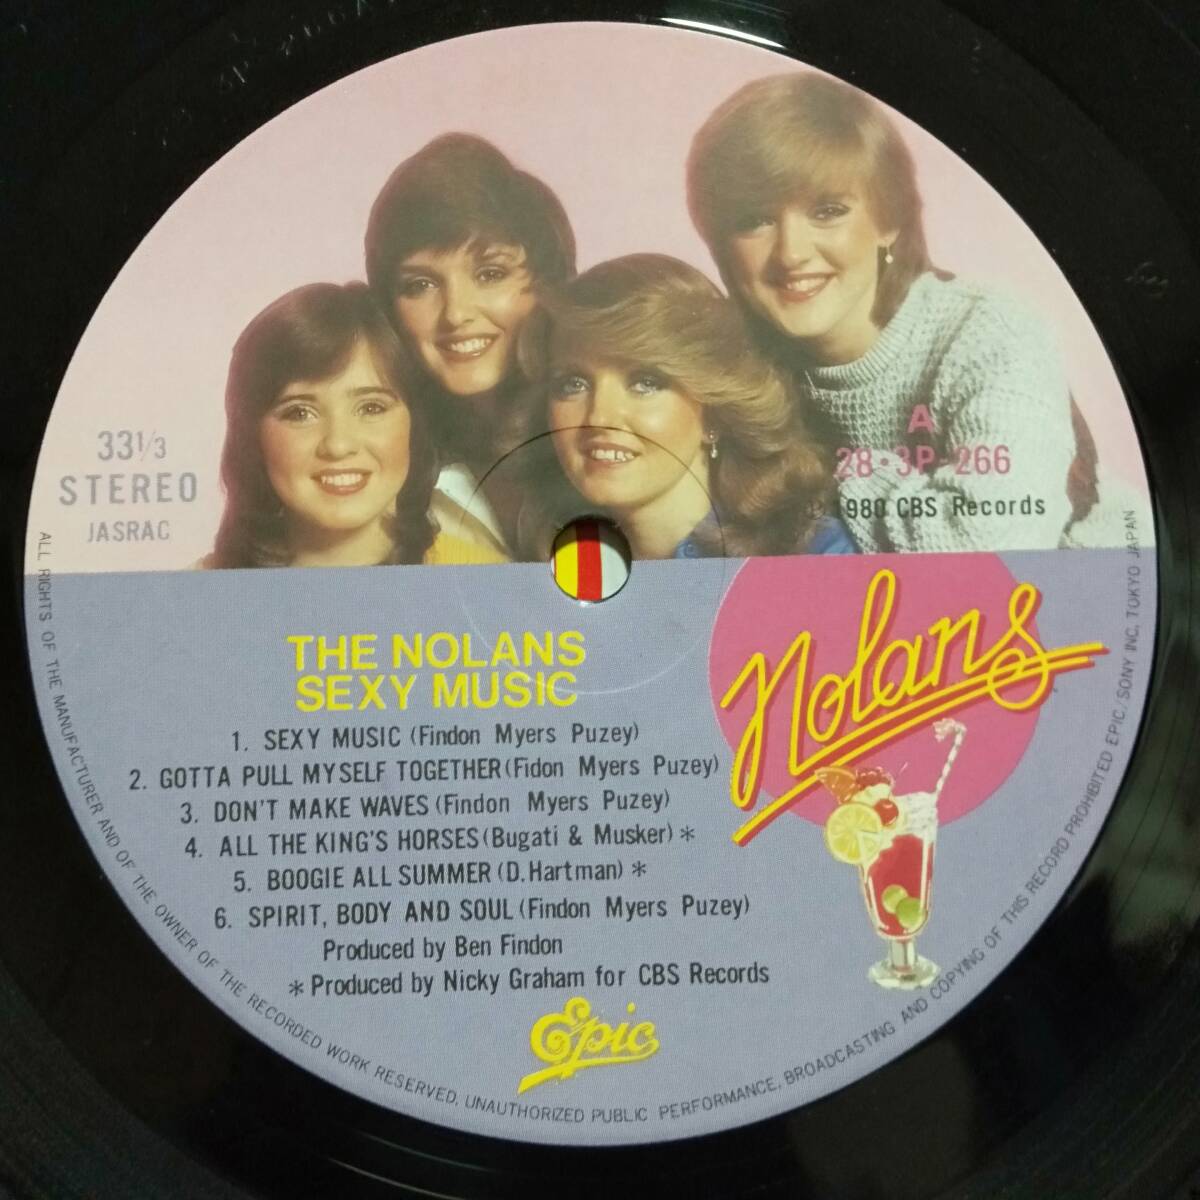 33⅓
STEREO
JASRAC
A
28・3P-266
℗1980 CBS Records
THE NOLANS
SEXY MUSIC
Nolans
1. SEXY MUSIC (Findon Myers Puzey)
2. GOTTA PULL MYSELF TOGETHER (Fidon Myers Puzey)
3. DON'T MAKE WAVES (Findon Myers Puzey)
4. ALL THE KING'S HORSES (Bugati & Musker) *
5. BOOGIE ALL SUMMER (D. Hartman) *
6. SPIRIT, BODY AND SOUL (Findon Myers Puzey)
Produced by Ben Findon
* Produced by Nicky Graham for CBS Records
Epic
ALL RIGHTS OF THE MANUFACTURER AND OF THE OWNER OF THE RECORDED WORK RESERVED. UNAUTHORIZED PUBLIC PERFORMANCE, BROADCASTING AND COPYING OF THIS RECORD PROHIBITED EPIC/SONY INC. TOKYO JAPAN